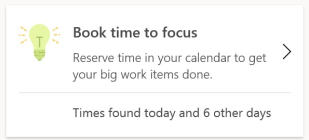 Book time to focus
Reserve time in your calendar to get
your big work items done.
Times found today and 6 other days